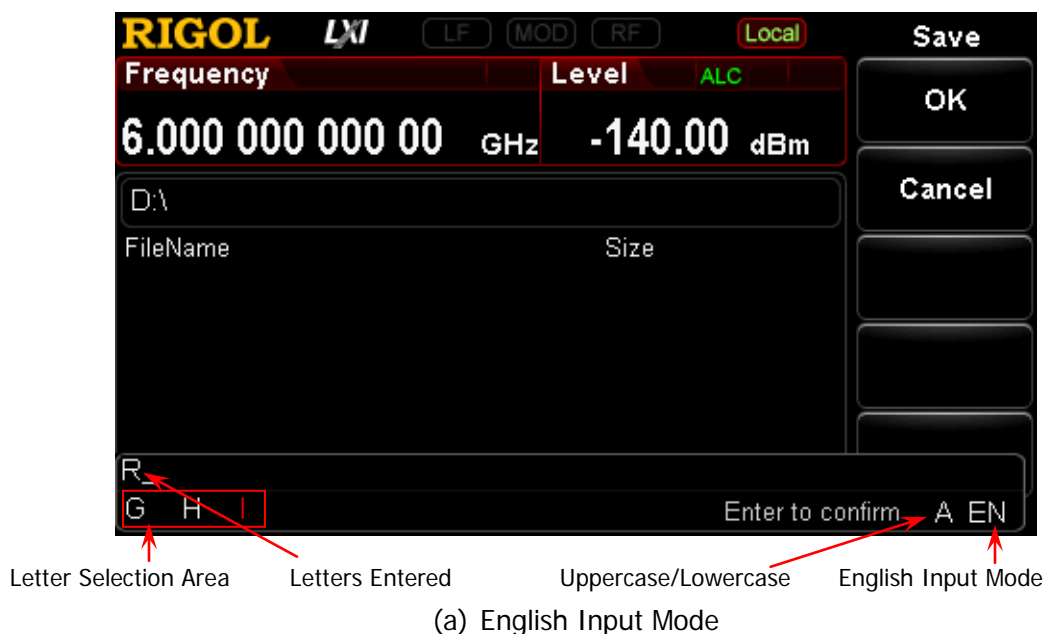 RIGOL LXI LF MOD RF Local Save
Frequency Level ALC
OK
6.000 000 000 00 GHz -140.00 dBm
D:\
Cancel
FileName Size
R_
G H I Enter to confirm A EN
Letter Selection Area Letters Entered Uppercase/Lowercase English Input Mode
(a) English Input Mode